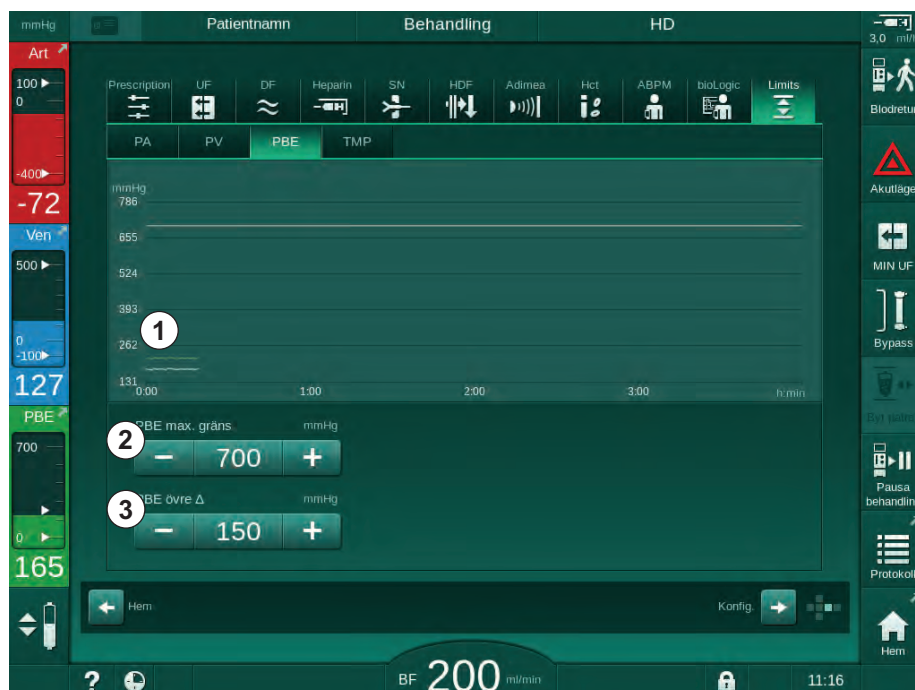 mmHg
Patientnamn
Behandling
HD
3,0
Art
100
0
-400
-72
Ven
500
0
-100
127
PBE
700
0
165
Prescription
UF
DF
Heparin
SN
HDF
Adimea
Hct
ABPM
bioLogic
Limits
PA
PV
PBE
TMP
mmHg
786
655
524
393
262
131
0:00
1:00
2:00
3:00
h:min
1
PBE max. gräns
mmHg
2
− 700 +
PBE övre Δ
mmHg
3
− 150 +
Hem
Konfig.
Blodretur
Akutläge
MIN UF
Bypass
Pausa
behandling
Protokoll
Hem
?
BF 200 ml/min
11:16